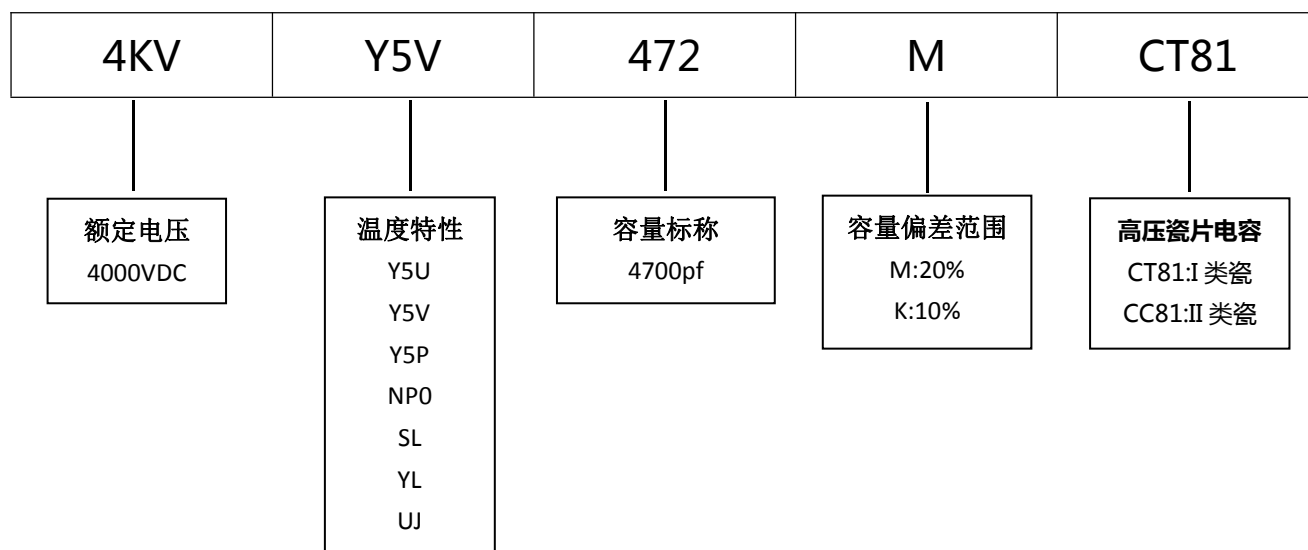 4KV Y5V 472 M CT81
额定电压
4000VDC
温度特性
Y5U
Y5V
Y5P
NP0
SL
YL
UJ
容量标称
4700pf
容量偏差范围
M:20%
K:10%
高压瓷片电容
CT81:I 类瓷
CC81:II 类瓷